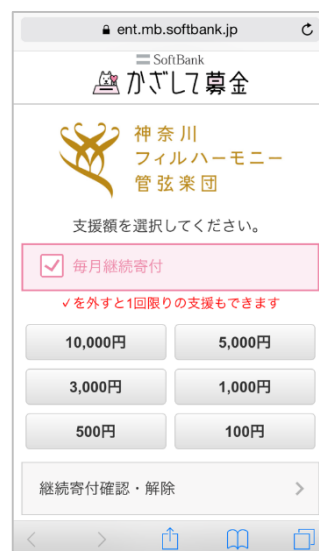 ent.mb.softbank.jp
SoftBank
かざして募金
神奈川
フィルハーモニー
管弦楽団
支援額を選択してください。
毎月継続寄付
✓を外すと1回限りの支援もできます
10,000円 5,000円
3,000円 1,000円
500円 100円
継続寄付確認・解除